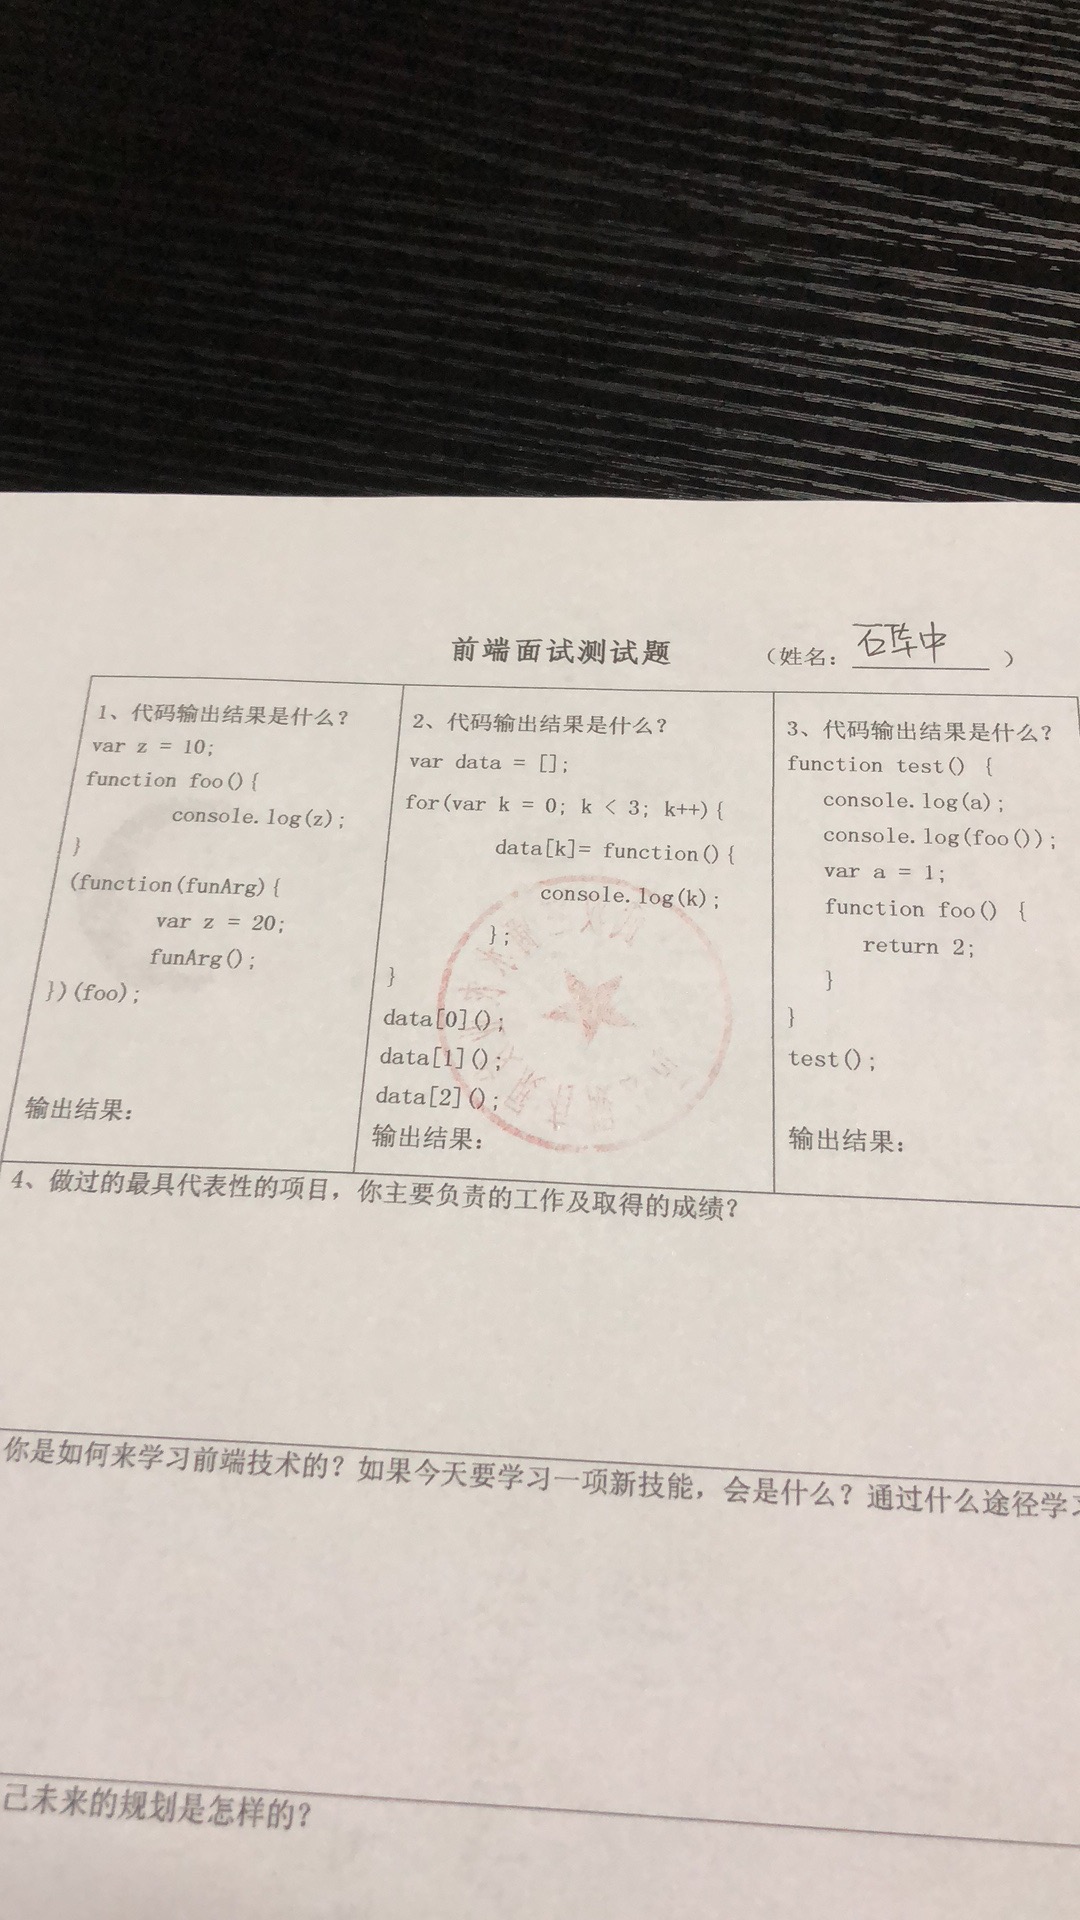 前端面试测试题 （姓名：石阵中）
1、代码输出结果是什么？
var z = 10;
function foo(){
console.log(z);
}
(function(funArg){
var z = 20;
funArg();
})(foo);
输出结果：
2、代码输出结果是什么？
var data = [];
for(var k = 0; k < 3; k++){
data[k]= function(){
console.log(k);
};
}
data[0]();
data[1]();
data[2]();
输出结果：
3、代码输出结果是什么？
function test() {
console.log(a);
console.log(foo());
var a = 1;
function foo() {
return 2;
}
}
test();
输出结果：
4、做过的最具代表性的项目，你主要负责的工作及取得的成绩？
你是如何来学习前端技术的？如果今天要学习一项新技能，会是什么？通过什么途径学
己未来的规划是怎样的？